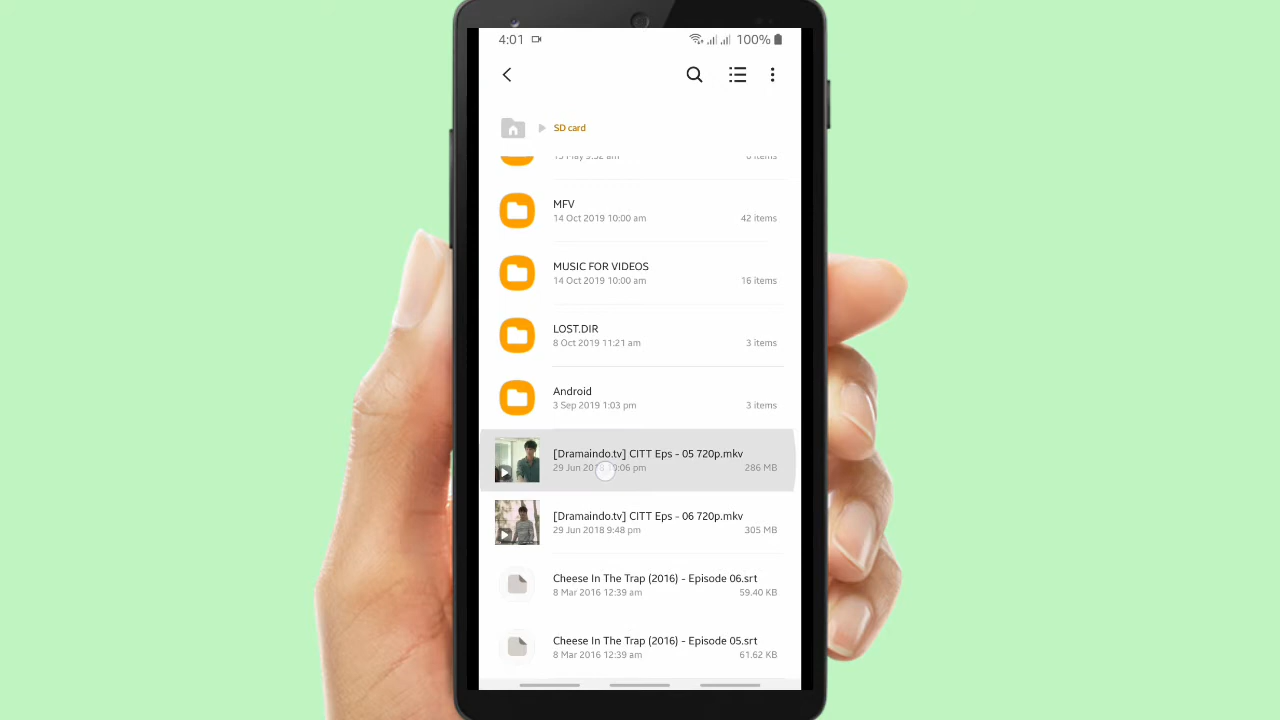 4:01 100%
SD card
MFV
14 Oct 2019 10:00 am 42 items
MUSIC FOR VIDEOS
14 Oct 2019 10:00 am 16 items
LOST.DIR
8 Oct 2019 11:21 am 3 items
Android
3 Sep 2019 1:03 pm 3 items
[Dramaindo.tv] CITT Eps - 05 720p.mkv
29 Jun 0:06 pm 286 MB
[Dramaindo.tv] CITT Eps - 06 720p.mkv
29 Jun 2018 9:48 pm 305 MB
Cheese In The Trap (2016) - Episode 06.srt
8 Mar 2016 12:39 am 59.40 KB
Cheese In The Trap (2016) - Episode 05.srt
8 Mar 2016 12:39 am 61.62 KB